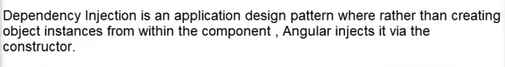 Dependency Injection is an application design pattern where rather than creating
object instances from within the component , Angular injects it via the
constructor.